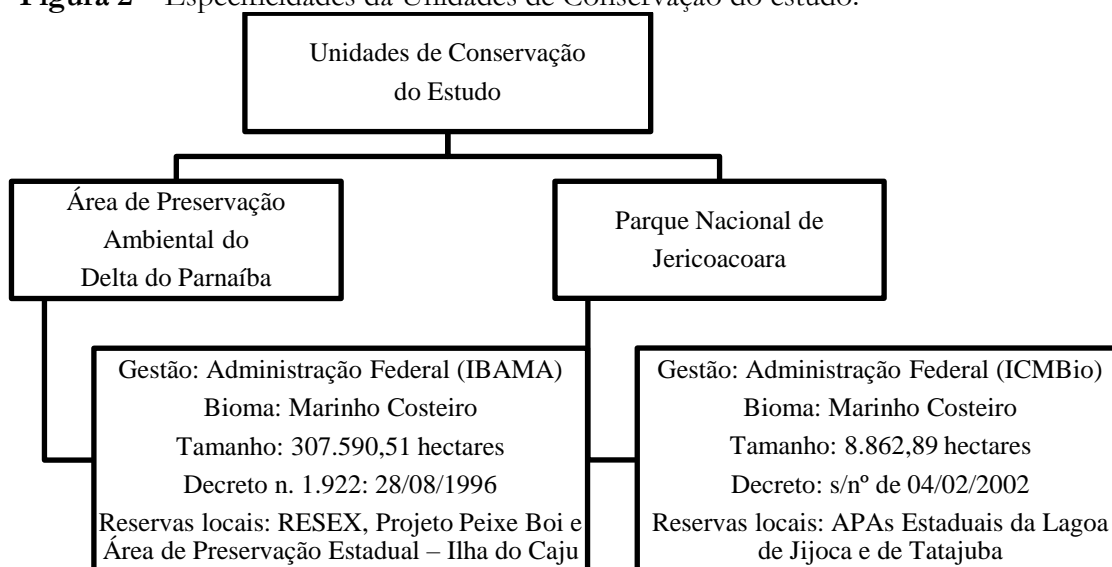 Figura 2 – Especificidades da Unidades de Conservação do estudo.
Unidades de Conservação
do Estudo
Área de Preservação
Ambiental do
Delta do Parnaíba
Parque Nacional de
Jericoacoara
Gestão: Administração Federal (IBAMA)
Bioma: Marinho Costeiro
Tamanho: 307.590,51 hectares
Decreto n. 1.922: 28/08/1996
Reservas locais: RESEX, Projeto Peixe Boi e
Área de Preservação Estadual – Ilha do Caju
Gestão: Administração Federal (ICMBio)
Bioma: Marinho Costeiro
Tamanho: 8.862,89 hectares
Decreto: s/nº de 04/02/2002
Reservas locais: APAs Estaduais da Lagoa
de Jijoca e de Tatajuba